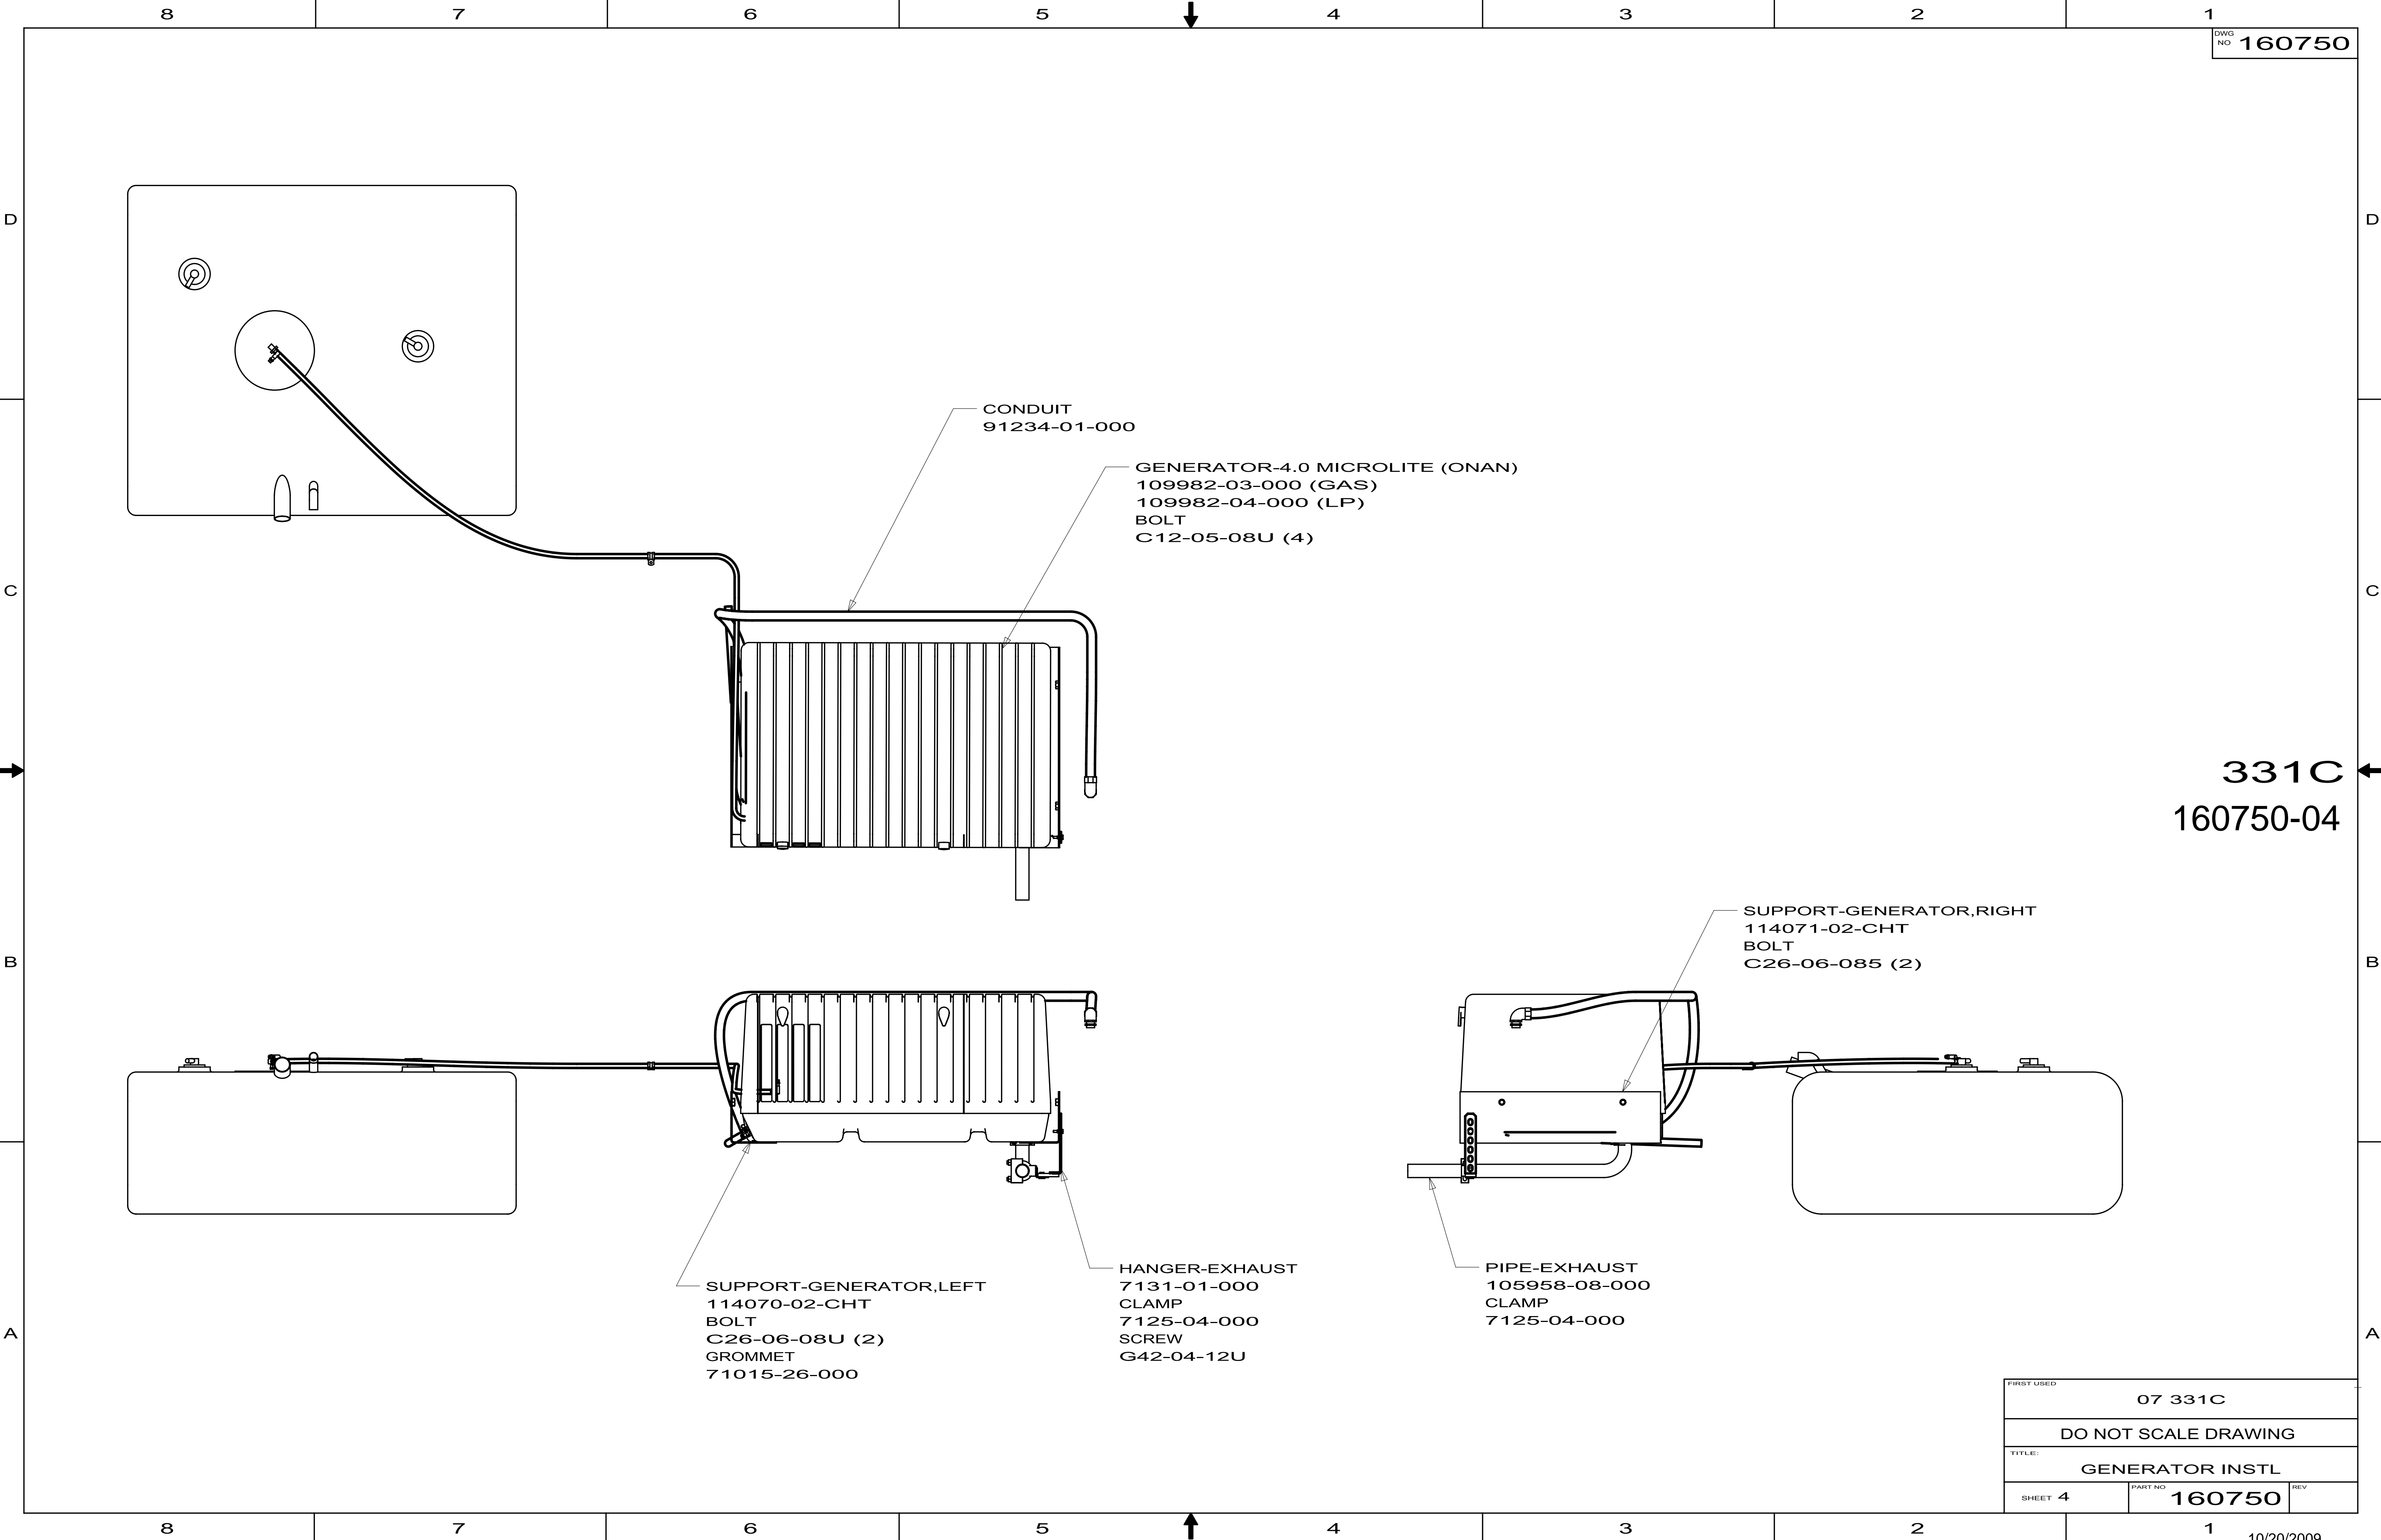 8 7 6 5 4 3 2 1
DWG
NO 160750
D D
CONDUIT
91234-01-000
GENERATOR-4.0 MICROLITE (ONAN)
109982-03-000 (GAS)
109982-04-000 (LP)
BOLT
C12-05-08U (4)
C C
331C
160750-04
SUPPORT-GENERATOR,RIGHT
114071-02-CHT
BOLT
C26-06-085 (2)
B B
SUPPORT-GENERATOR,LEFT
114070-02-CHT
BOLT
C26-06-08U (2)
GROMMET
71015-26-000
HANGER-EXHAUST
7131-01-000
CLAMP
7125-04-000
SCREW
G42-04-12U
PIPE-EXHAUST
105958-08-000
CLAMP
7125-04-000
A A
FIRST USED
07 331C
DO NOT SCALE DRAWING
TITLE:
GENERATOR INSTL
SHEET 4
PART NO 160750
REV
8 7 6 5 4 3 2 1
10/20/2009